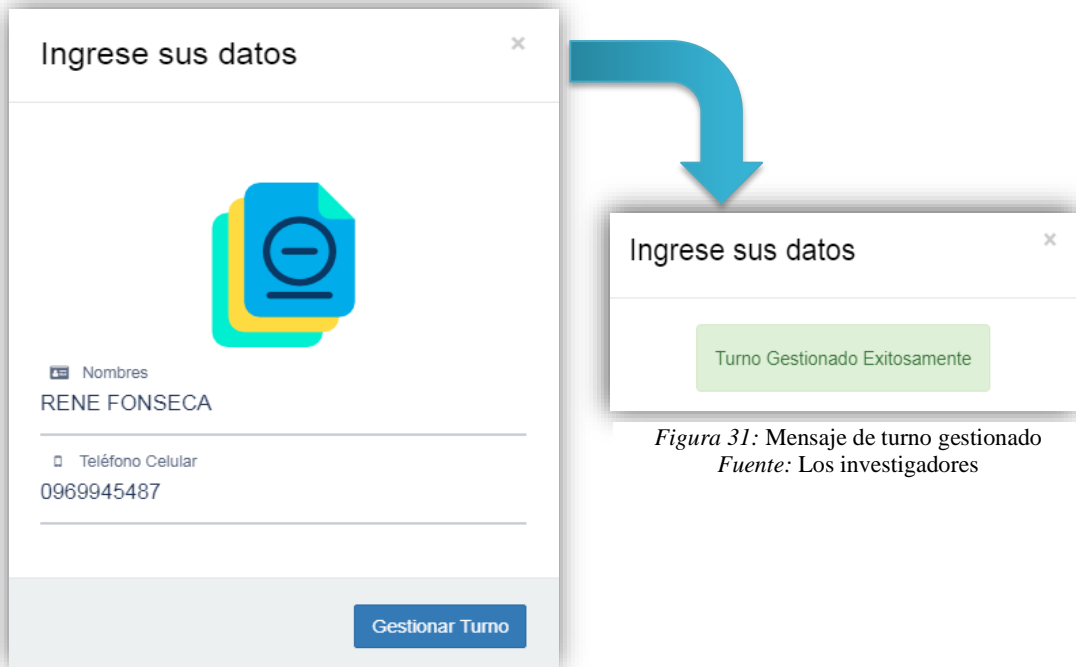 Ingrese sus datos
×
Nombres
RENE FONSECA
Teléfono Celular
0969945487
Gestionar Turno
Ingrese sus datos
×
Turno Gestionado Exitosamente
Figura 31: Mensaje de turno gestionado
Fuente: Los investigadores